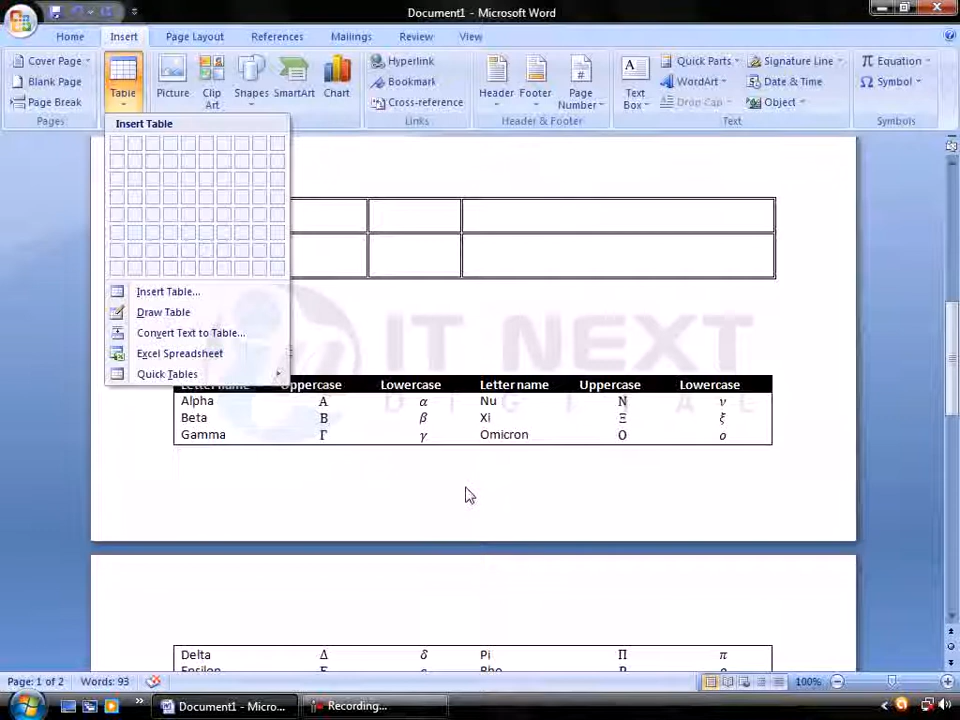 Document1 - Microsoft Word
Home Insert Page Layout References Mailings Review View
Cover Page
Blank Page
Page Break
Pages
Table
Picture
Clip Art
Shapes
SmartArt
Chart
Hyperlink
Bookmark
Cross-reference
Links
Header
Footer
Page Number
Header & Footer
Text Box
Quick Parts
WordArt
Drop Cap
Signature Line
Date & Time
Object
Text
Equation
Symbol
Symbols
Insert Table
Insert Table...
Draw Table
Convert Text to Table...
Excel Spreadsheet
Quick Tables
IT NEXT
DIGITAL
Letter name Uppercase Lowercase Letter name Uppercase Lowercase
Alpha Α α Nu Ν ν
Beta Β β Xi Ξ ξ
Gamma Γ γ Omicron Ο ο
Delta Δ δ Pi Π π
Page: 1 of 2 Words: 93 100%
Document1 - Micro... Recording...